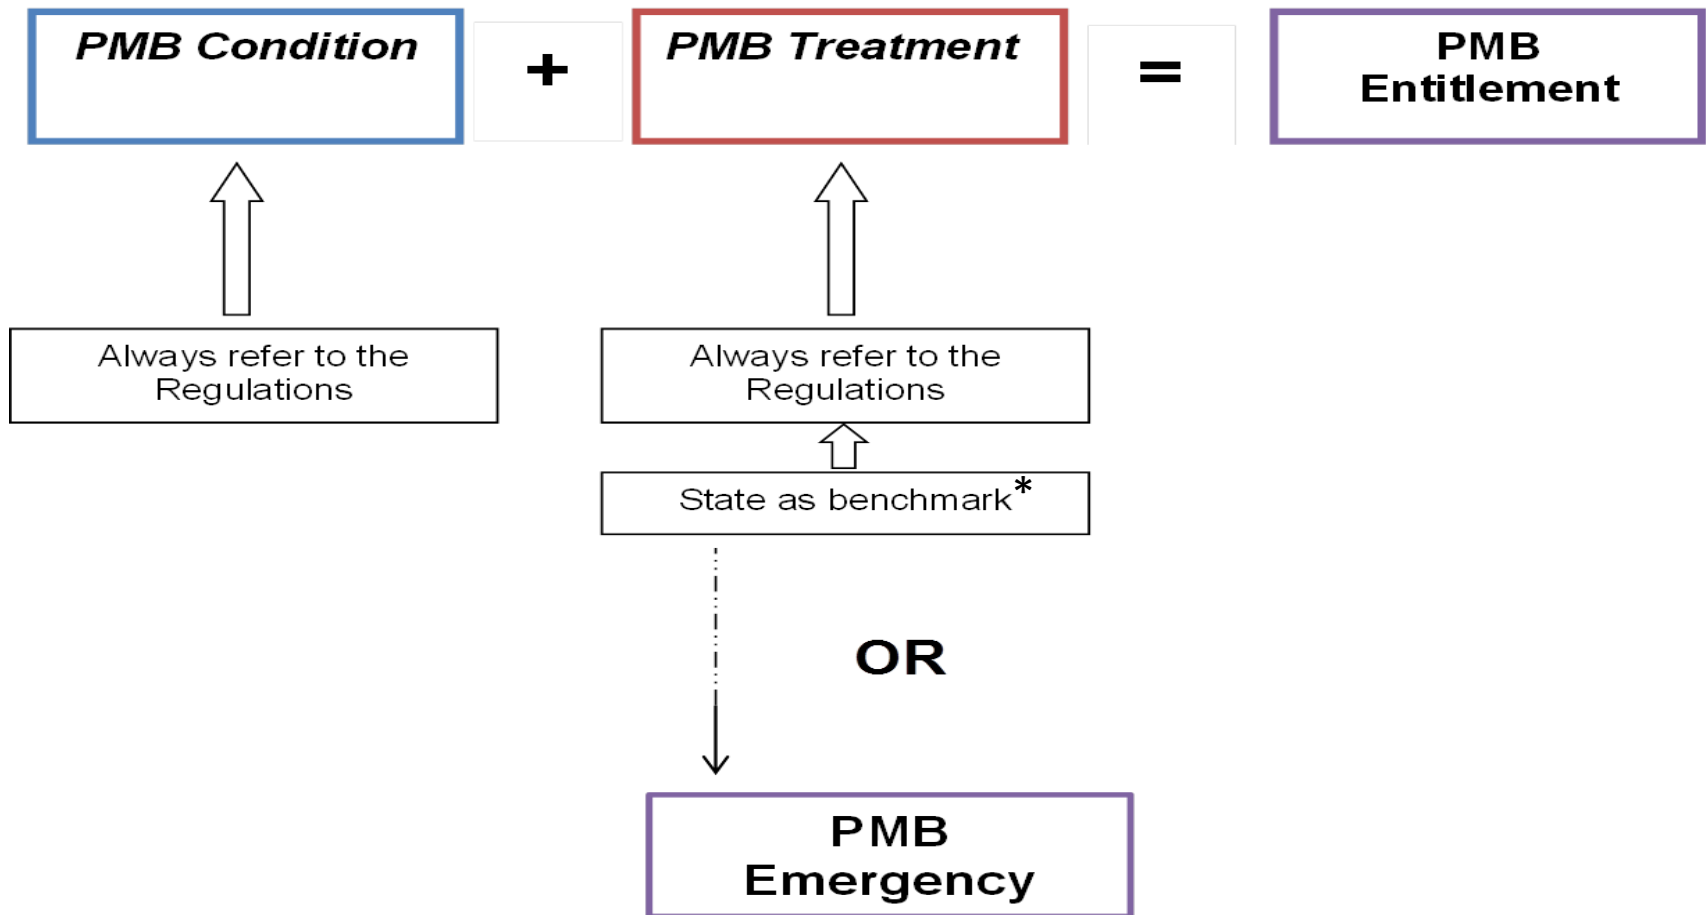 PMB Condition
+
PMB Treatment
=
PMB
Entitlement
Always refer to the
Regulations
Always refer to the
Regulations
State as benchmark*
OR
PMB
Emergency